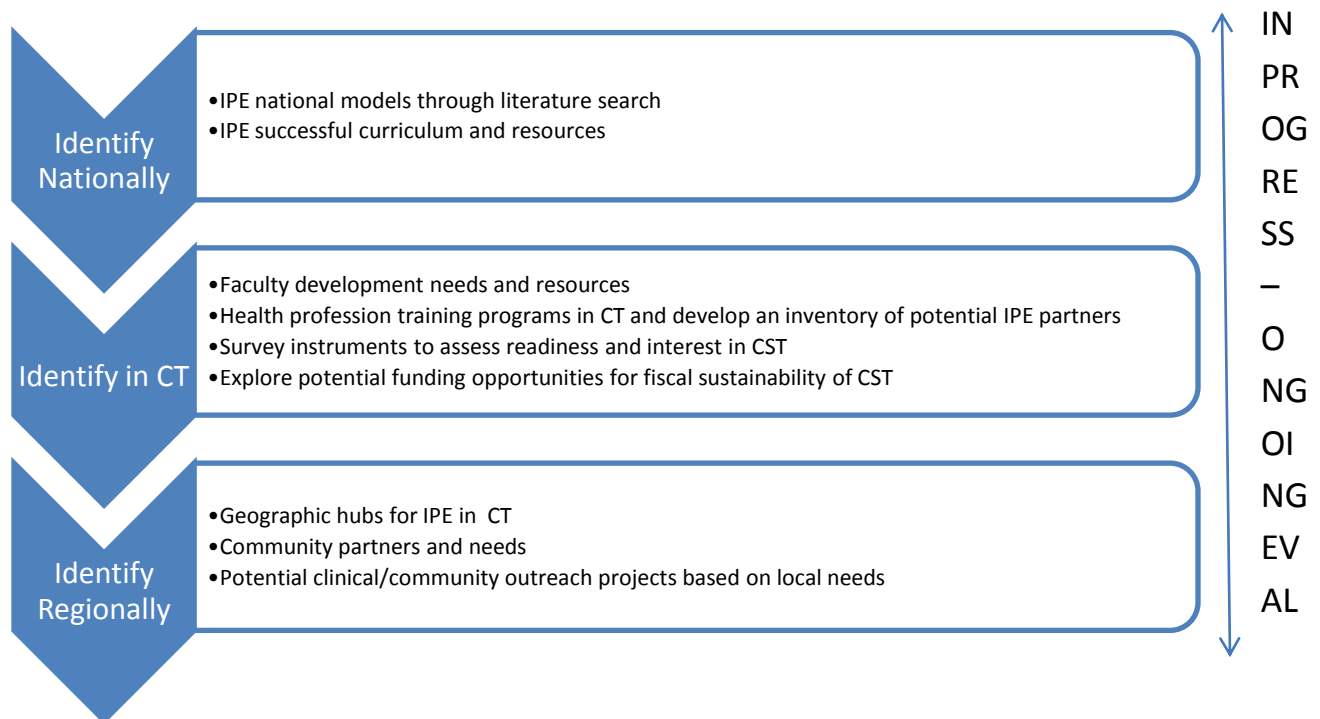 Identify
Nationally
•IPE national models through literature search
•IPE successful curriculum and resources
Identify in CT
•Faculty development needs and resources
•Health profession training programs in CT and develop an inventory of potential IPE partners
•Survey instruments to assess readiness and interest in CST
•Explore potential funding opportunities for fiscal sustainability of CST
Identify
Regionally
•Geographic hubs for IPE in  CT
•Community partners and needs
•Potential clinical/community outreach projects based on local needs
IN
PR
OG
RE
SS
–
O
NG
OI
NG
EV
AL